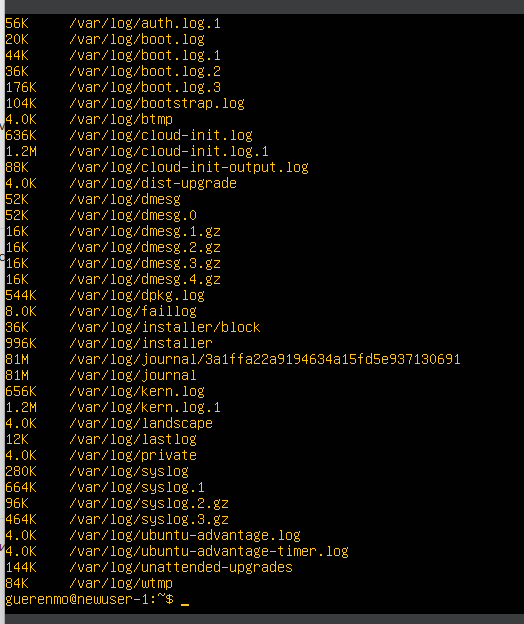 56K /var/log/auth.log.1
20K /var/log/boot.log
44K /var/log/boot.log.1
36K /var/log/boot.log.2
176K /var/log/boot.log.3
104K /var/log/bootstrap.log
4.0K /var/log/btmp
636K /var/log/cloud-init.log
1.2M /var/log/cloud-init.log.1
88K /var/log/cloud-init-output.log
4.0K /var/log/dist-upgrade
52K /var/log/dmesg
52K /var/log/dmesg.0
16K /var/log/dmesg.1.gz
16K /var/log/dmesg.2.gz
16K /var/log/dmesg.3.gz
16K /var/log/dmesg.4.gz
544K /var/log/dpkg.log
8.0K /var/log/faillog
36K /var/log/installer/block
996K /var/log/installer
81M /var/log/journal/3a1ffa22a9194634a15fd5e937130691
81M /var/log/journal
656K /var/log/kern.log
1.2M /var/log/kern.log.1
4.0K /var/log/landscape
12K /var/log/lastlog
4.0K /var/log/private
280K /var/log/syslog
664K /var/log/syslog.1
96K /var/log/syslog.2.gz
464K /var/log/syslog.3.gz
4.0K /var/log/ubuntu-advantage.log
4.0K /var/log/ubuntu-advantage-timer.log
144K /var/log/unattended-upgrades
84K /var/log/wtmp
guerenmo@newuser-1:~$ _